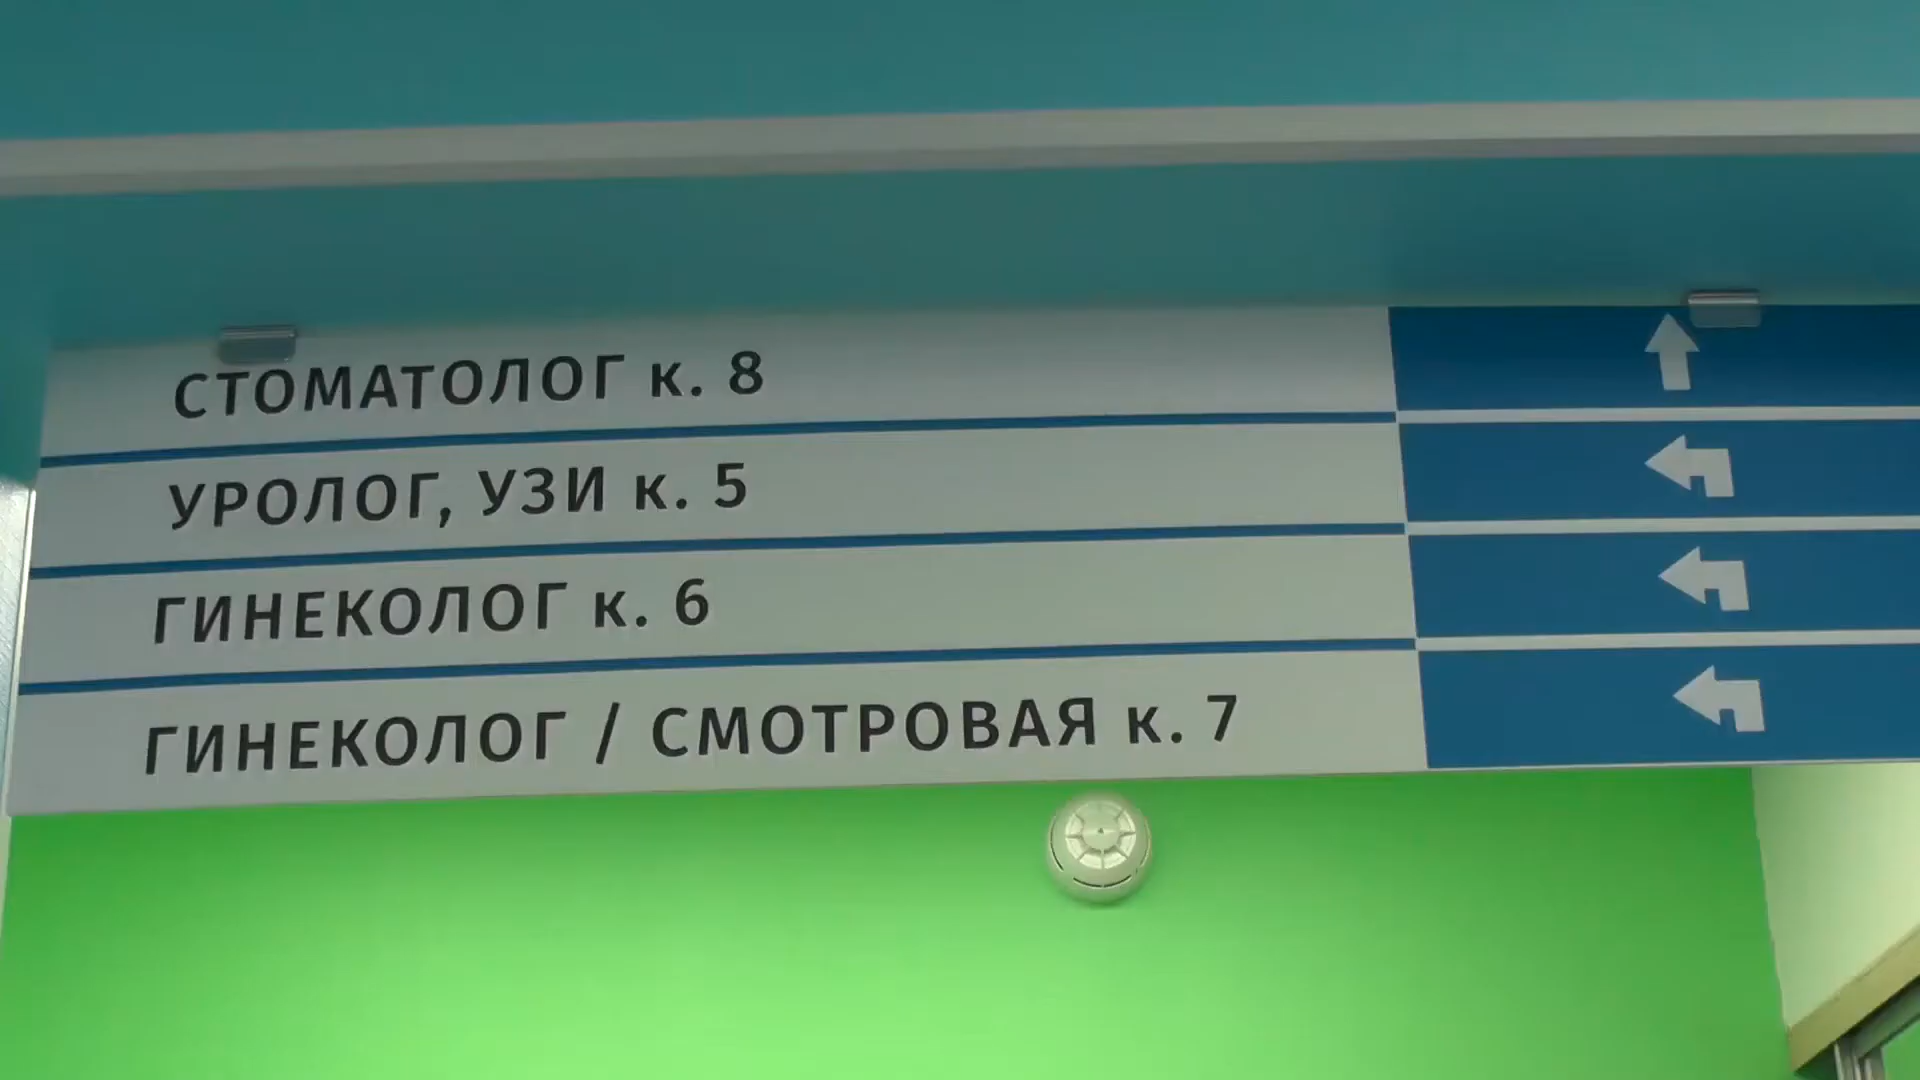 СТОМАТОЛОГ к. 8
УРОЛОГ, УЗИ к. 5
ГИНЕКОЛОГ к. 6
ГИНЕКОЛОГ / СМОТРОВАЯ к. 7